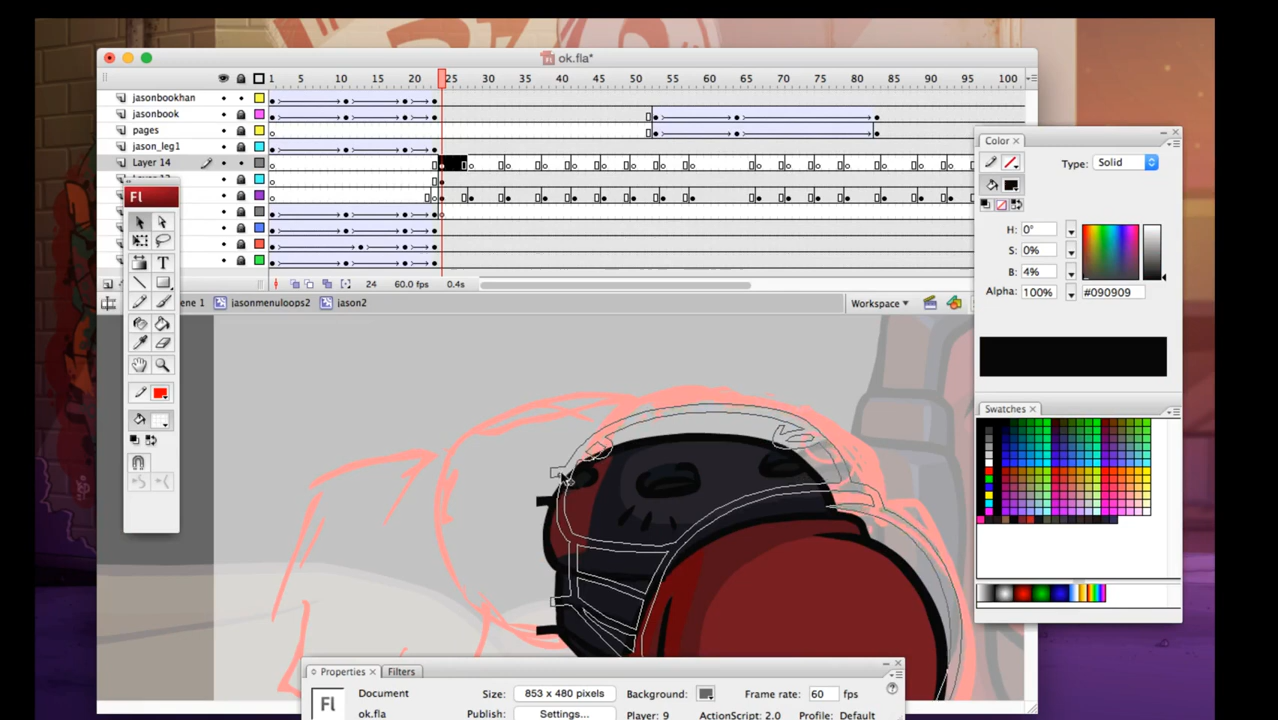 ok.fla*
1 5 10 15 20 25 30 35 40 45 50 55 60 65 70 75 80 85 90 95 100
jasonbookhan
jasonbook
pages
jason_leg1
Layer 14
Fl
24 60.0 fps 0.4s
ene 1 jasonmenuloops2 jason2 Workspace
T
Color
Type: Solid
H: 0°
S: 0%
B: 4%
Alpha: 100% #090909
Swatches
Properties Filters
Fl Document Size: 853 x 480 pixels Background: Frame rate: 60 fps
ok.fla Publish: Settings... Player: 9 ActionScript: 2.0 Profile: Default